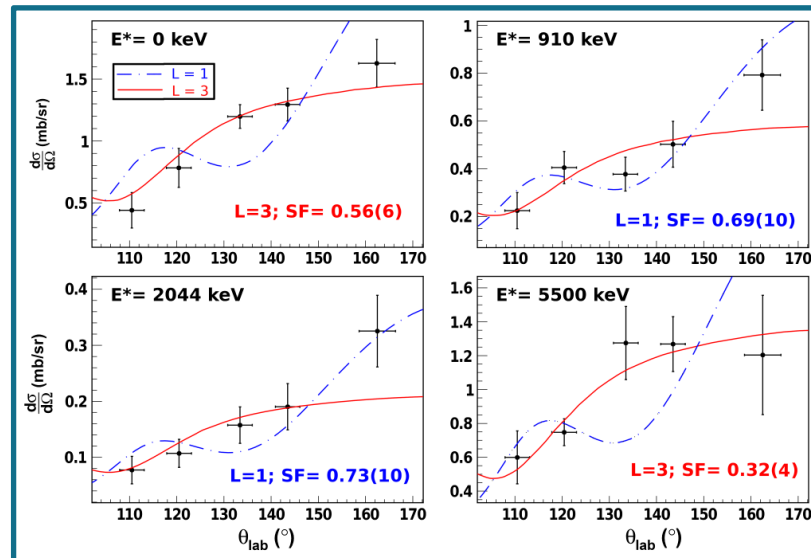 E*= 0 keV
L = 1
L = 3
dσ/dΩ (mb/sr)
1.5
1
0.5
110 120 130 140 150 160 170
L=3; SF= 0.56(6)
E*= 910 keV
1
0.8
0.6
0.4
0.2
110 120 130 140 150 160 170
L=1; SF= 0.69(10)
E*= 2044 keV
dσ/dΩ (mb/sr)
0.4
0.3
0.2
0.1
110 120 130 140 150 160 170
θlab (°)
L=1; SF= 0.73(10)
E*= 5500 keV
1.6
1.4
1.2
1
0.8
0.6
0.4
110 120 130 140 150 160 170
θlab (°)
L=3; SF= 0.32(4)